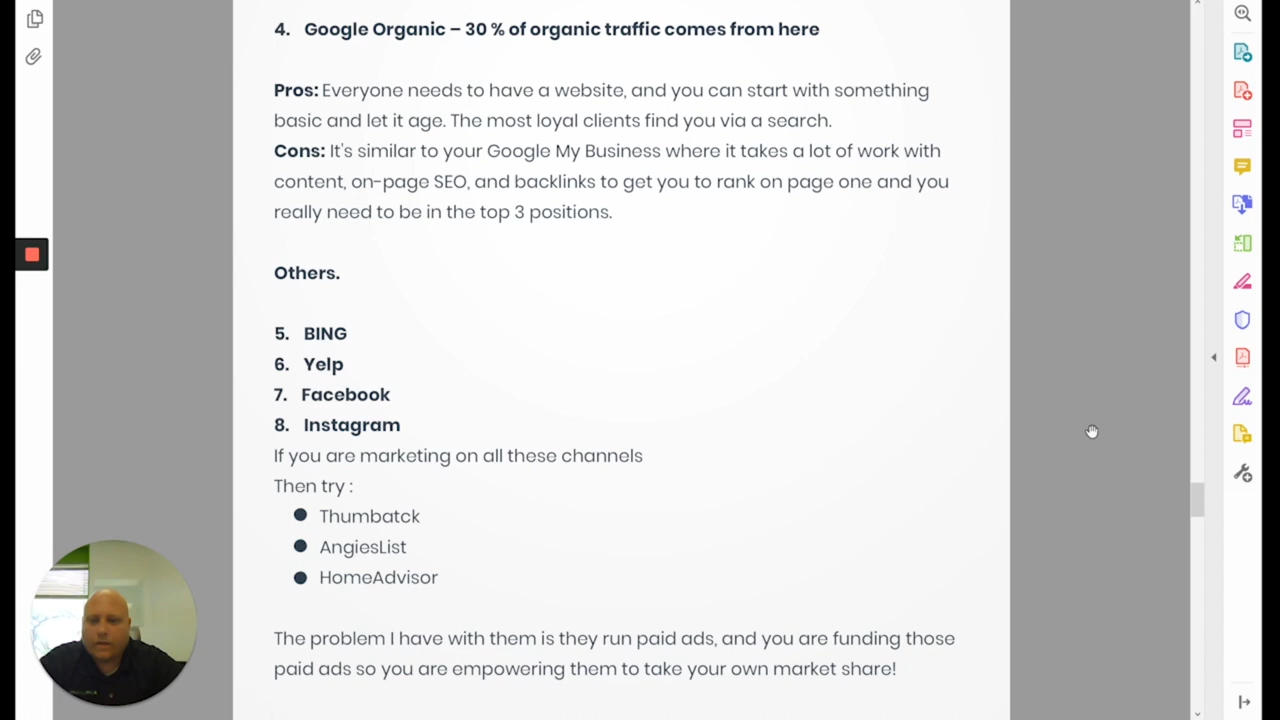 4. Google Organic – 30 % of organic traffic comes from here
Pros: Everyone needs to have a website, and you can start with something
basic and let it age. The most loyal clients find you via a search.
Cons: It's similar to your Google My Business where it takes a lot of work with
content, on-page SEO, and backlinks to get you to rank on page one and you
really need to be in the top 3 positions.
Others.
5. BING
6. Yelp
7. Facebook
8. Instagram
If you are marketing on all these channels
Then try :
● Thumbatck
● AngiesList
● HomeAdvisor
The problem I have with them is they run paid ads, and you are funding those
paid ads so you are empowering them to take your own market share!